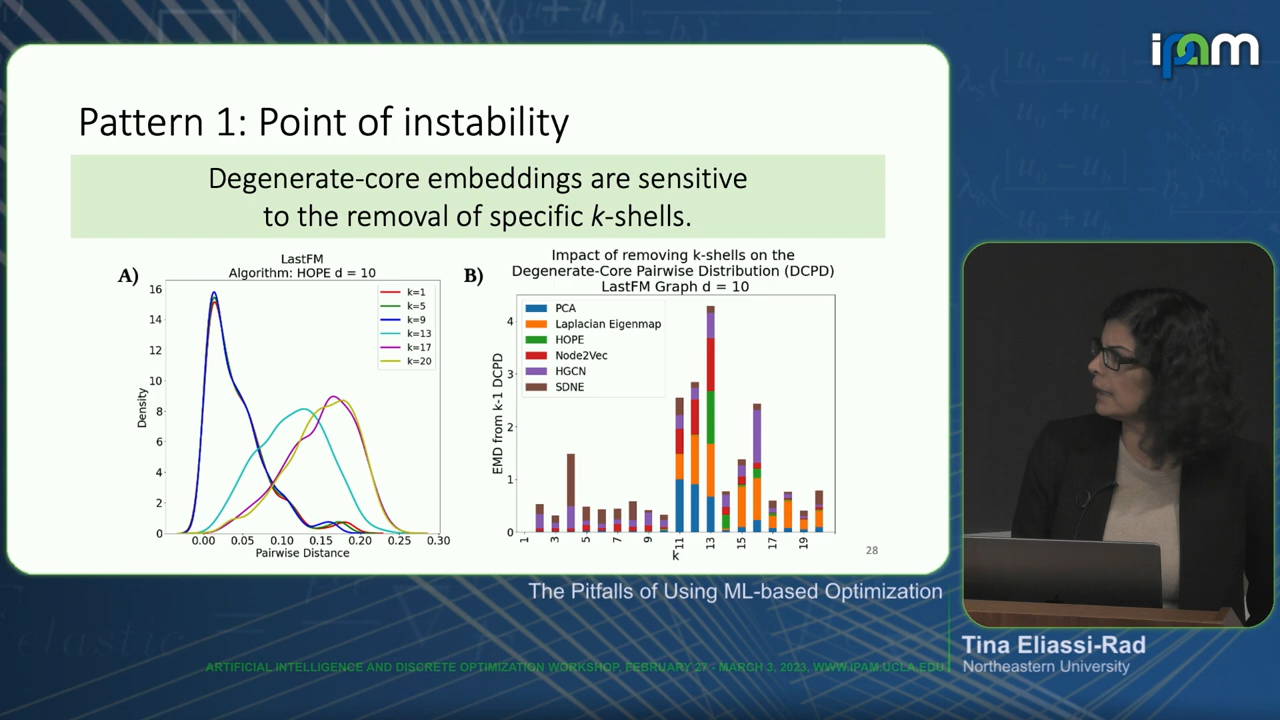 ipam
Pattern 1: Point of instability
Degenerate-core embeddings are sensitive
to the removal of specific k-shells.
A)
LastFM
Algorithm: HOPE d = 10
16
14
12
10
8
6
4
2
0
Density
k=1
k=5
k=9
k=13
k=17
k=20
0.00 0.05 0.10 0.15 0.20 0.25 0.30
Pairwise Distance
B)
Impact of removing k-shells on the
Degenerate-Core Pairwise Distribution (DCPD)
LastFM Graph d = 10
4
3
2
1
0
EMD from k-1 DCPD
PCA
Laplacian Eigenmap
HOPE
Node2Vec
HGCN
SDNE
1 3 5 7 9 11 13 15 17 19
k
28
The Pitfalls of Using ML-based Optimization
Tina Eliassi-Rad
Northeastern University
ARTIFICIAL INTELLIGENCE AND DISCRETE OPTIMIZATION WORKSHOP, FEBRUARY 27 - MARCH 3, 2023, WWW.IPAM.UCLA.EDU
elastic